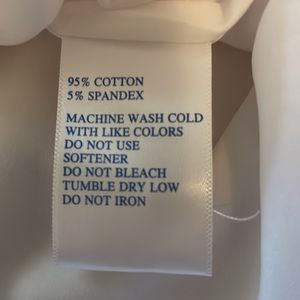 95% COTTON
5% SPANDEX
MACHINE WASH COLD
WITH LIKE COLORS
DO NOT USE
SOFTENER
DO NOT BLEACH
TUMBLE DRY LOW
DO NOT IRON